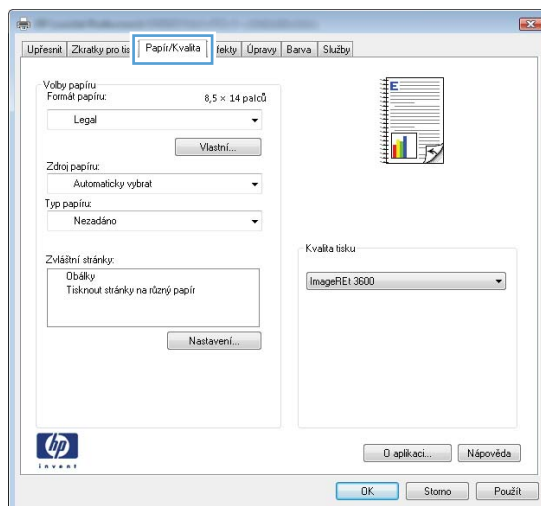 Upřesnit Zkratky pro tis Papír/Kvalita fekty Úpravy Barva Služby
Volby papíru
Formát papíru: 8,5 × 14 palců
Legal
Vlastní...
Zdroj papíru:
Automaticky vybrat
Typ papíru:
Nezadáno
Zvláštní stránky:
Obálky
Tisknout stránky na různý papír
Nastavení...
E
Kvalita tisku
ImageREt 3600
hp
invent
O aplikaci... Nápověda
OK Storno Použít